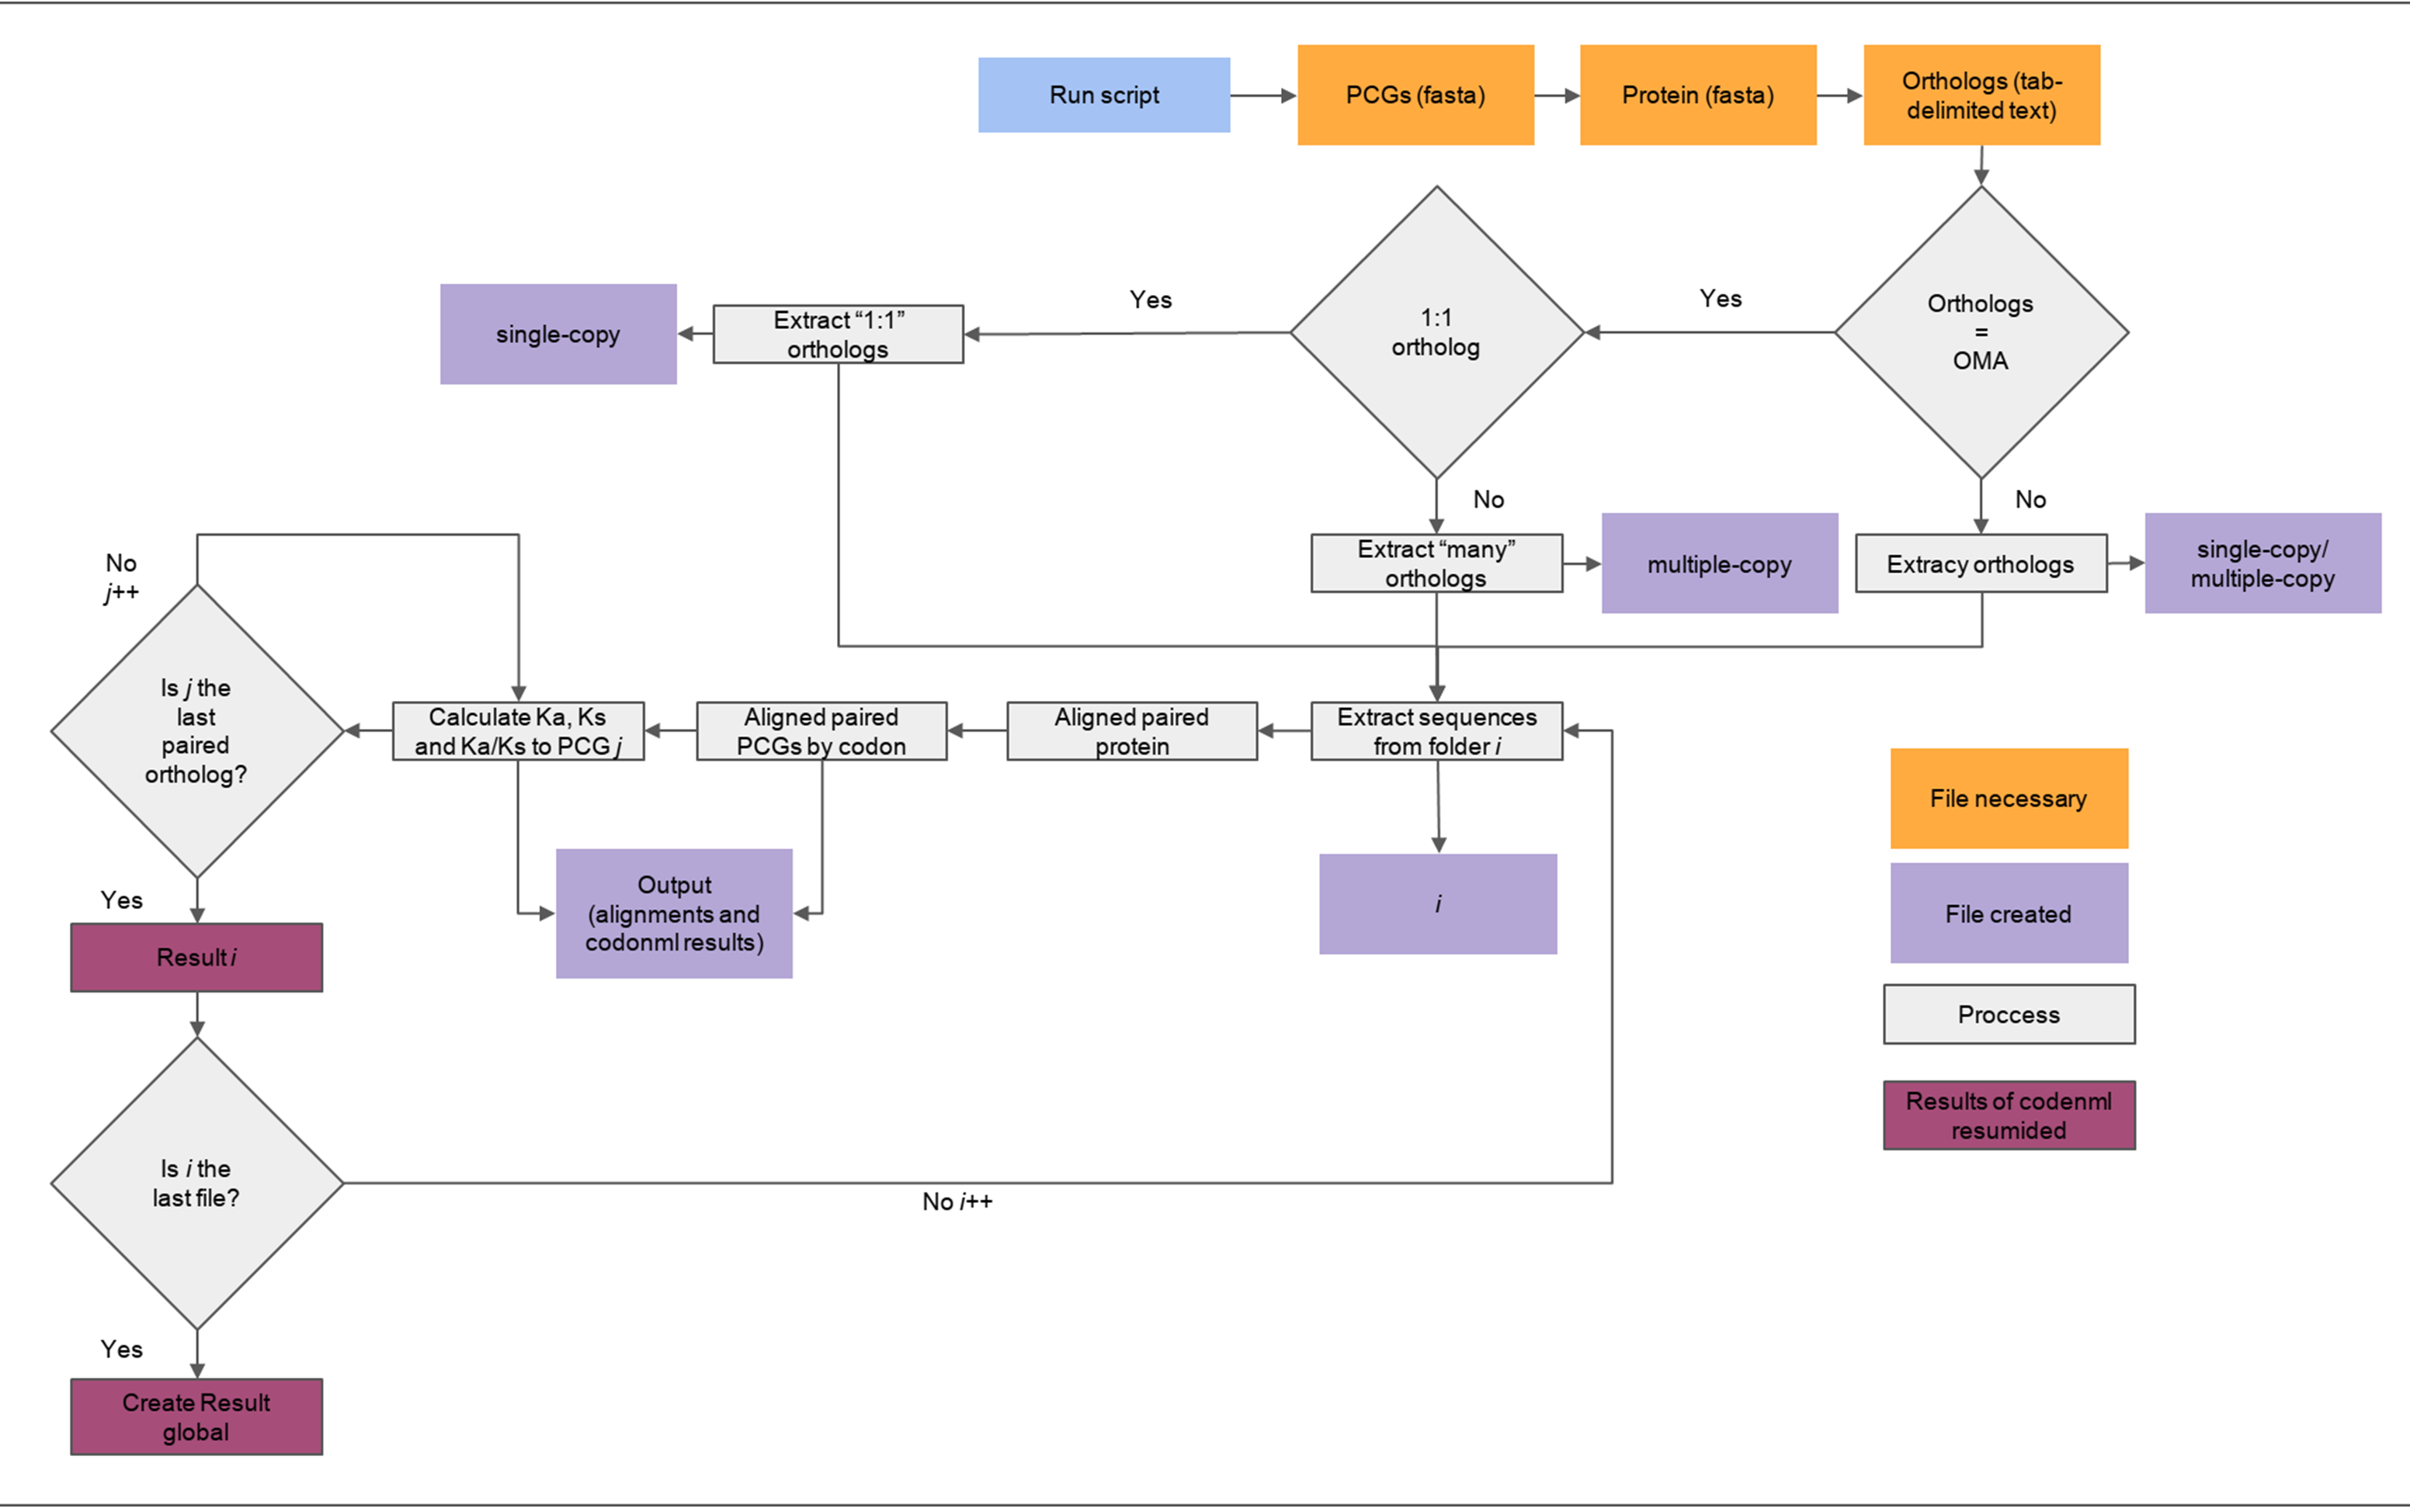 Run script
PCGs (fasta)
Protein (fasta)
Orthologs (tab-
delimited text)
Orthologs
=
OMA
Yes
1:1
ortholog
Yes
Extract “1:1”
orthologs
single-copy
No
No
Extract “many”
orthologs
multiple-copy
Extracy orthologs
single-copy/
multiple-copy
No
j++
Is j the
last
paired
ortholog?
Calculate Ka, Ks
and Ka/Ks to PCG j
Aligned paired
PCGs by codon
Aligned paired
protein
Extract sequences
from folder i
Output
(alignments and
codonml results)
i
Yes
Result i
Is i the
last file?
No i++
Yes
Create Result
global
File necessary
File created
Proccess
Results of codenml
resumided